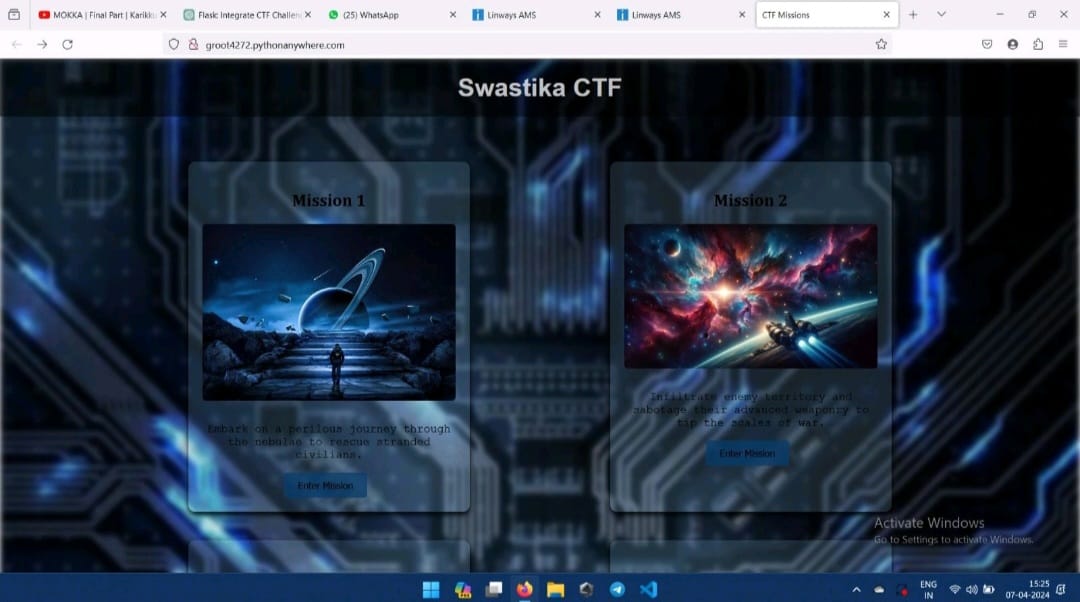 MOKKA | Final Part | Karikku
Flasic Integrate CTF Challen
(25) WhatsApp
Linways AMS
Linways AMS
CTF Missions
groot4272.pythonanywhere.com
Swastika CTF
Mission 1
Embark on a perilous journey through
the nebulae to rescue stranded
civilians.
Enter Mission
Mission 2
Infiltrate enemy territory and
sabotage their advanced weaponry to
tip the scales of war.
Enter Mission
Activate Windows
Go to Settings to activate Windows.
ENG
IN
15:25
07-04-2024